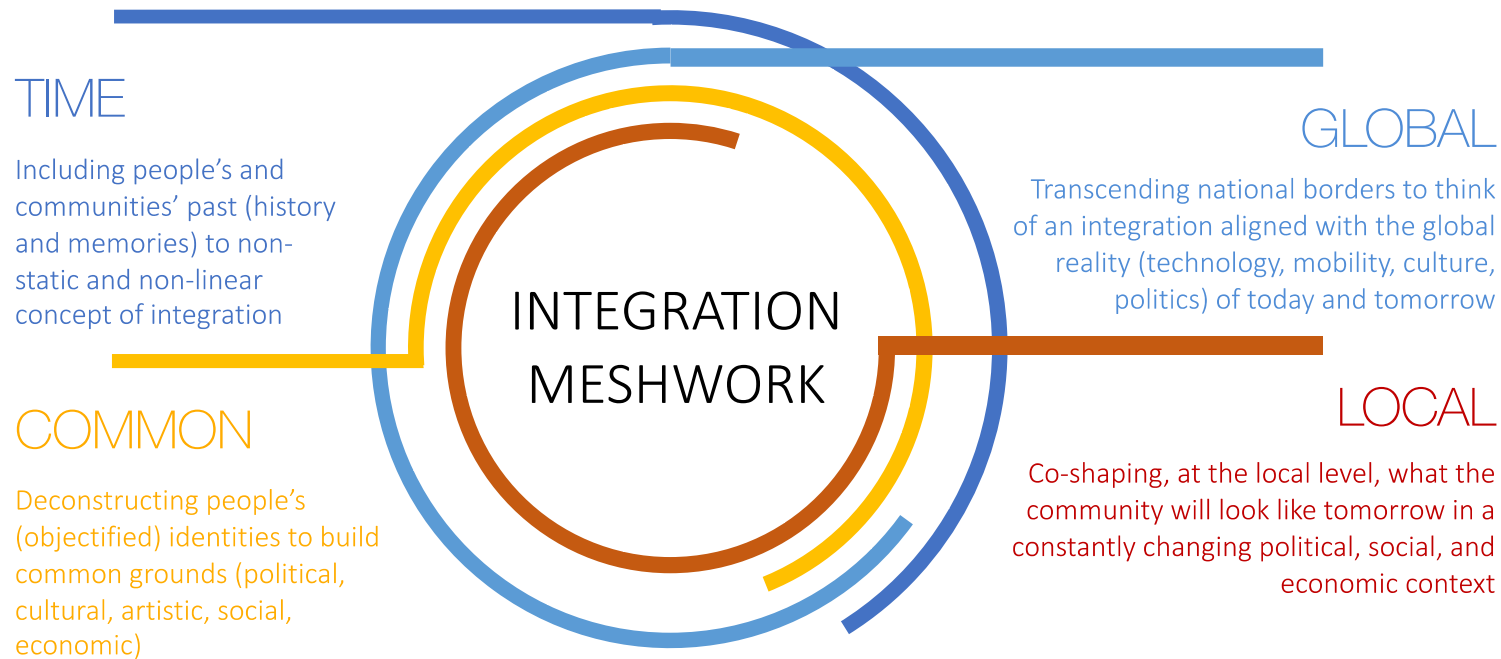 TIME
Including people’s and
communities’ past (history
and memories) to non-
static and non-linear
concept of integration
COMMON
Deconstructing people’s
(objectified) identities to build
common grounds (political,
cultural, artistic, social,
economic)
INTEGRATION
MESHWORK
GLOBAL
Transcending national borders to think
of an integration aligned with the global
reality (technology, mobility, culture,
politics) of today and tomorrow
LOCAL
Co-shaping, at the local level, what the
community will look like tomorrow in a
constantly changing political, social, and
economic context